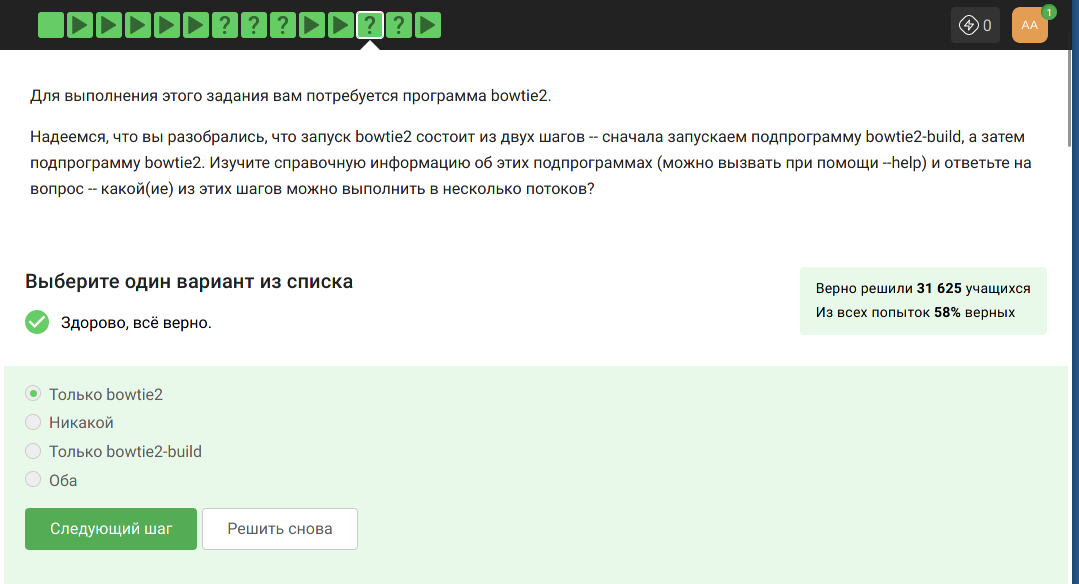 ? ? ? ? ?
0
AA
1
Для выполнения этого задания вам потребуется программа bowtie2.
Надеемся, что вы разобрались, что запуск bowtie2 состоит из двух шагов -- сначала запускаем подпрограмму bowtie2-build, а затем
подпрограмму bowtie2. Изучите справочную информацию об этих подпрограммах (можно вызвать при помощи --help) и ответьте на
вопрос -- какой(ие) из этих шагов можно выполнить в несколько потоков?
Выберите один вариант из списка
Здорово, всё верно.
Верно решили 31 625 учащихся
Из всех попыток 58% верных
Только bowtie2
Никакой
Только bowtie2-build
Оба
Следующий шаг
Решить снова